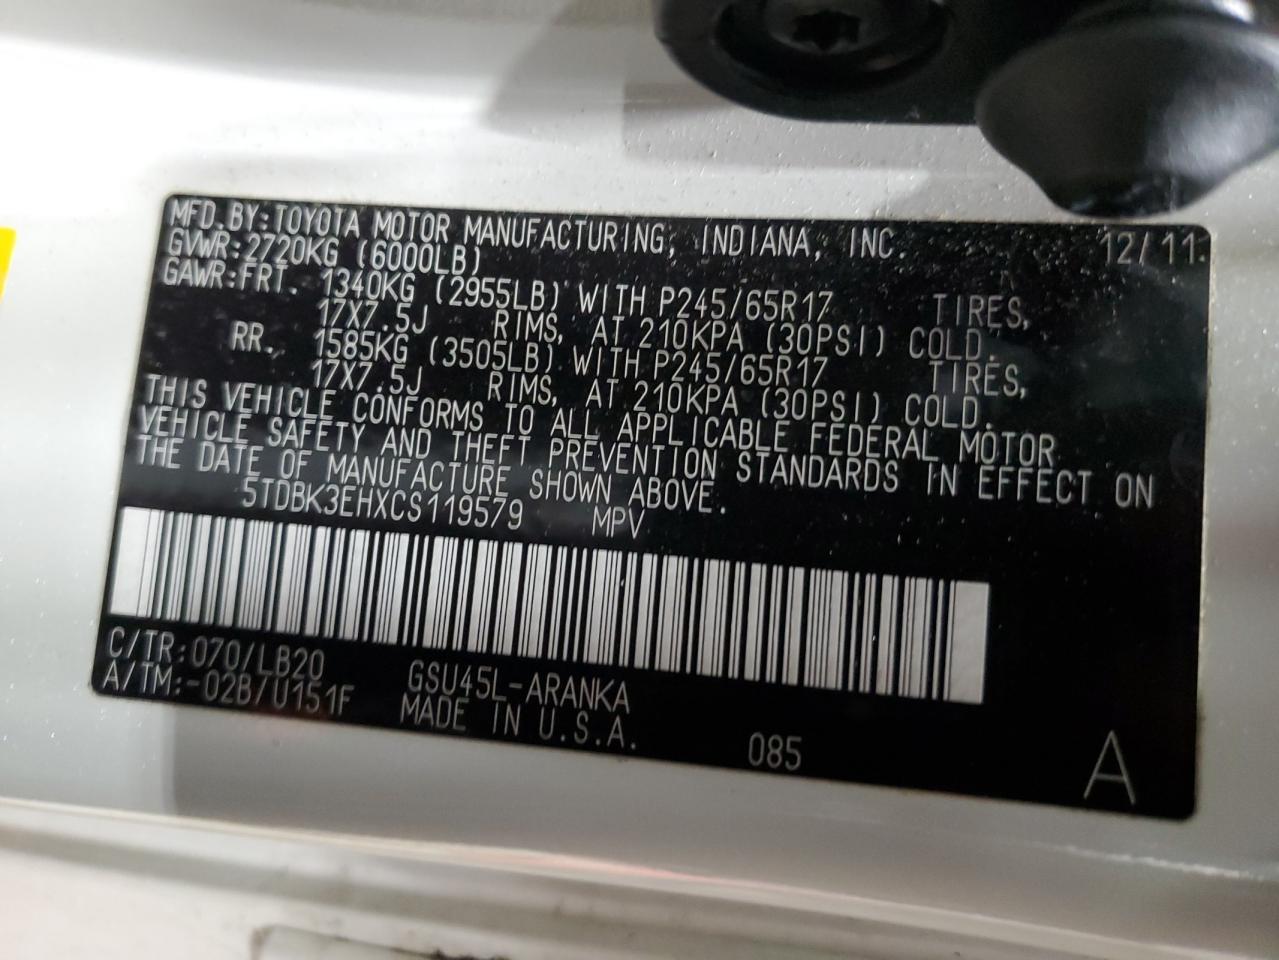 MFD. BY: TOYOTA MOTOR MANUFACTURING, INDIANA, INC. 12/11
GVWR: 2720KG (6000LB)
GAWR: FRT. 1340KG (2955LB) WITH P245/65R17 TIRES,
17X7.5J RIMS, AT 210KPA (30PSI) COLD.
RR. 1585KG (3505LB) WITH P245/65R17 TIRES,
17X7.5J RIMS, AT 210KPA (30PSI) COLD.
THIS VEHICLE CONFORMS TO ALL APPLICABLE FEDERAL MOTOR
VEHICLE SAFETY AND THEFT PREVENTION STANDARDS IN EFFECT ON
THE DATE OF MANUFACTURE SHOWN ABOVE.
5TDBK3EHXCS119579 MPV
C/TR: 070/LB20 GSU45L-ARANKA
A/TM: -02B/U151F MADE IN U.S.A. 085 A